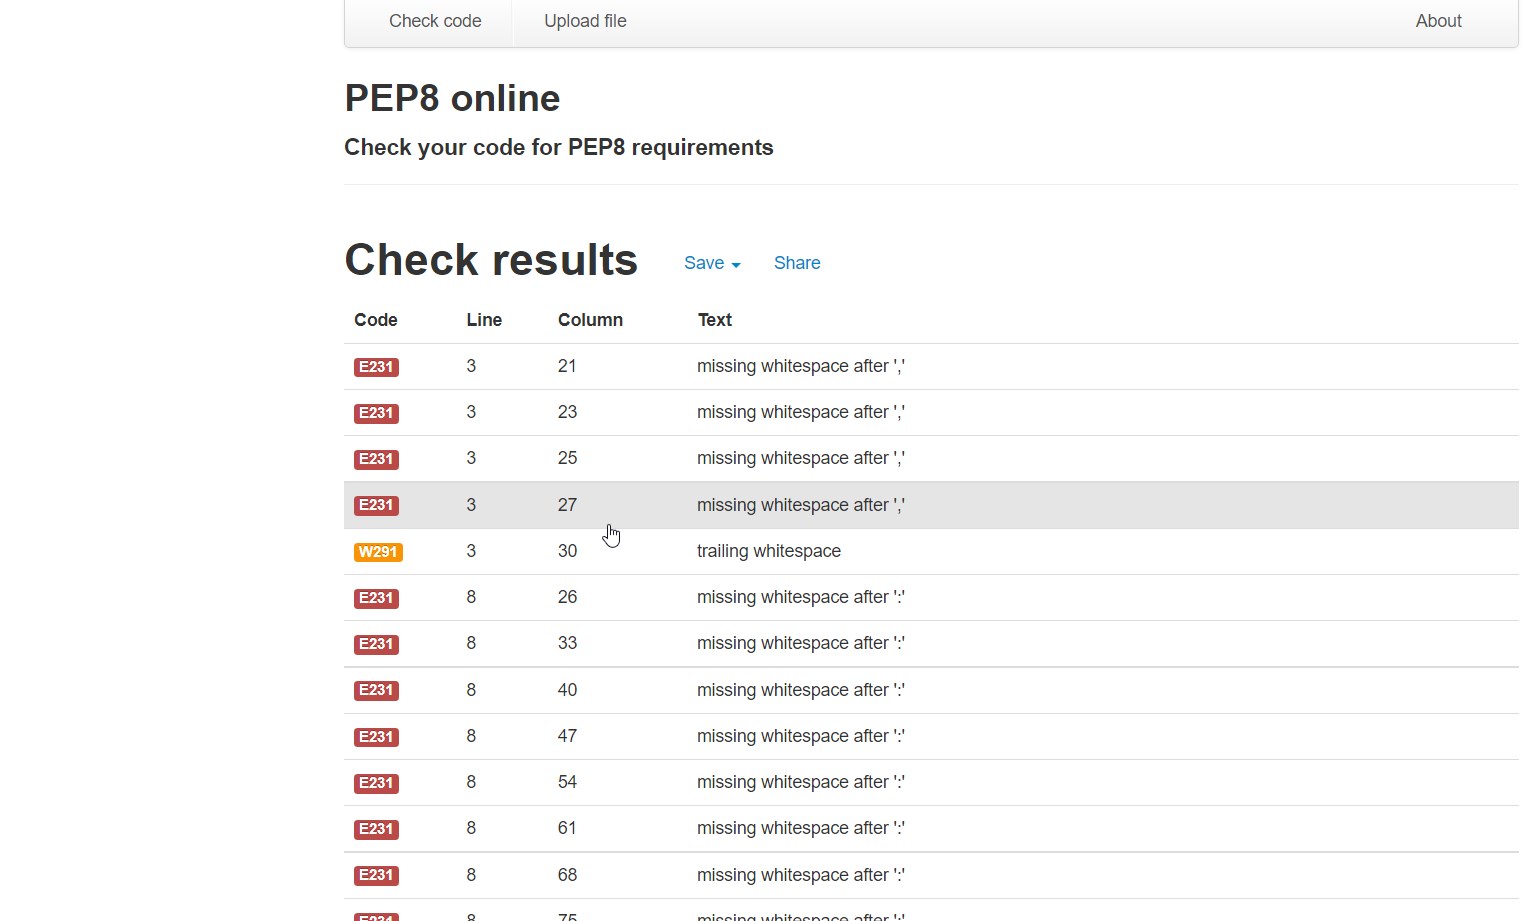 Check code Upload file About
PEP8 online
Check your code for PEP8 requirements
Check results Save Share
Code Line Column Text
E231 3 21 missing whitespace after ','
E231 3 23 missing whitespace after ','
E231 3 25 missing whitespace after ','
E231 3 27 missing whitespace after ','
W291 3 30 trailing whitespace
E231 8 26 missing whitespace after ':'
E231 8 33 missing whitespace after ':'
E231 8 40 missing whitespace after ':'
E231 8 47 missing whitespace after ':'
E231 8 54 missing whitespace after ':'
E231 8 61 missing whitespace after ':'
E231 8 68 missing whitespace after ':'
E231 8 75 missing whitespace after ':'